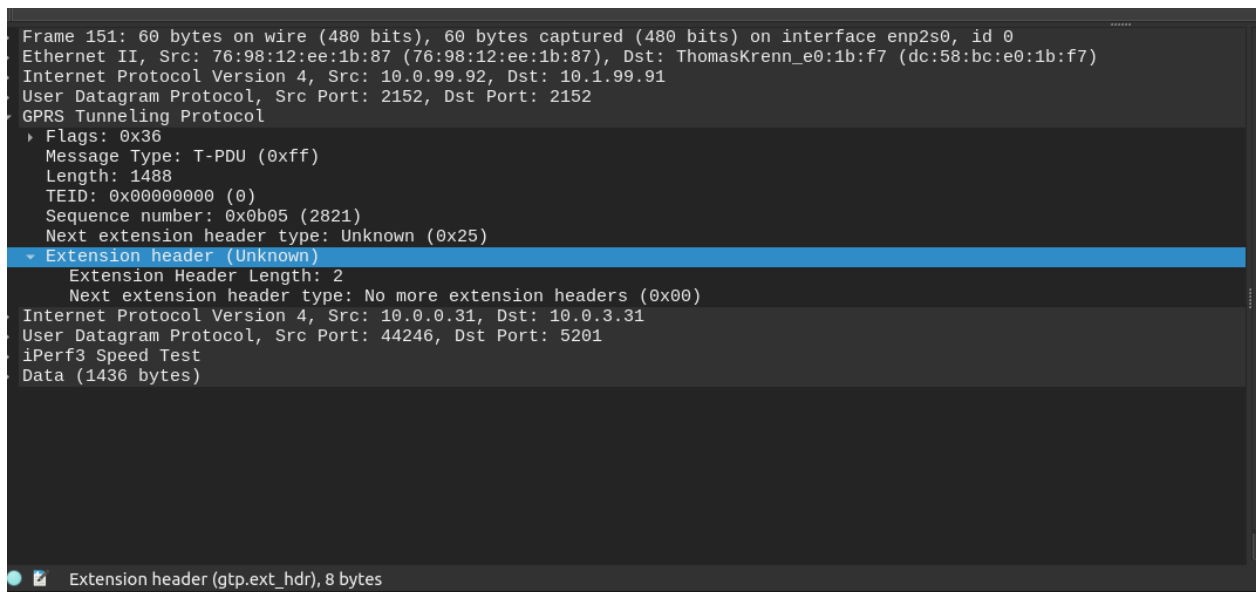 Frame 151: 60 bytes on wire (480 bits), 60 bytes captured (480 bits) on interface enp2s0, id 0
Ethernet II, Src: 76:98:12:ee:1b:87 (76:98:12:ee:1b:87), Dst: ThomasKrenn_e0:1b:f7 (dc:58:bc:e0:1b:f7)
Internet Protocol Version 4, Src: 10.0.99.92, Dst: 10.1.99.91
User Datagram Protocol, Src Port: 2152, Dst Port: 2152
GPRS Tunneling Protocol
Flags: 0x36
Message Type: T-PDU (0xff)
Length: 1488
TEID: 0x00000000 (0)
Sequence number: 0x0b05 (2821)
Next extension header type: Unknown (0x25)
Extension header (Unknown)
Extension Header Length: 2
Next extension header type: No more extension headers (0x00)
Internet Protocol Version 4, Src: 10.0.0.31, Dst: 10.0.3.31
User Datagram Protocol, Src Port: 44246, Dst Port: 5201
iPerf3 Speed Test
Data (1436 bytes)
Extension header (gtp.ext_hdr), 8 bytes